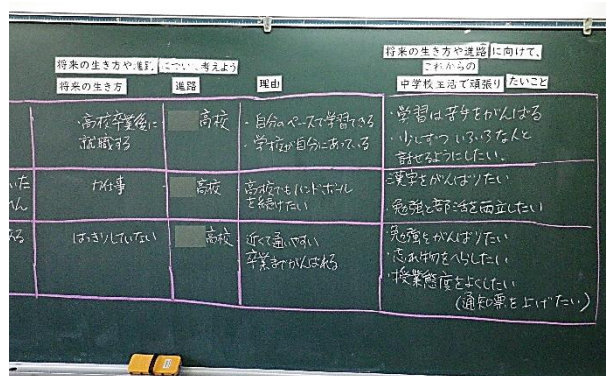 将来の生き方や進路について、考えよう
将来の生き方
進路
理由
将来の生き方や進路に向けて、
これからの
中学校生活で頑張りたいこと
・高校卒業後に
就職する
高校
・自分のペースで学習できる
・学校が自分にあっている
・学習は苦手をがんばる
・少しずついろいろな人と
話せるようにしたい。
いた
仕事
高校
高校でもハンドボール
を続けたい
漢字をがんばりたい
・勉強と部活を両立したい
える
はっきりしていない
高校
近くて通いやすい
卒業までがんばれる
勉強をがんばりたい
・忘れ物をへらしたい
・授業態度をよくしたい
(通知票を上げたい)